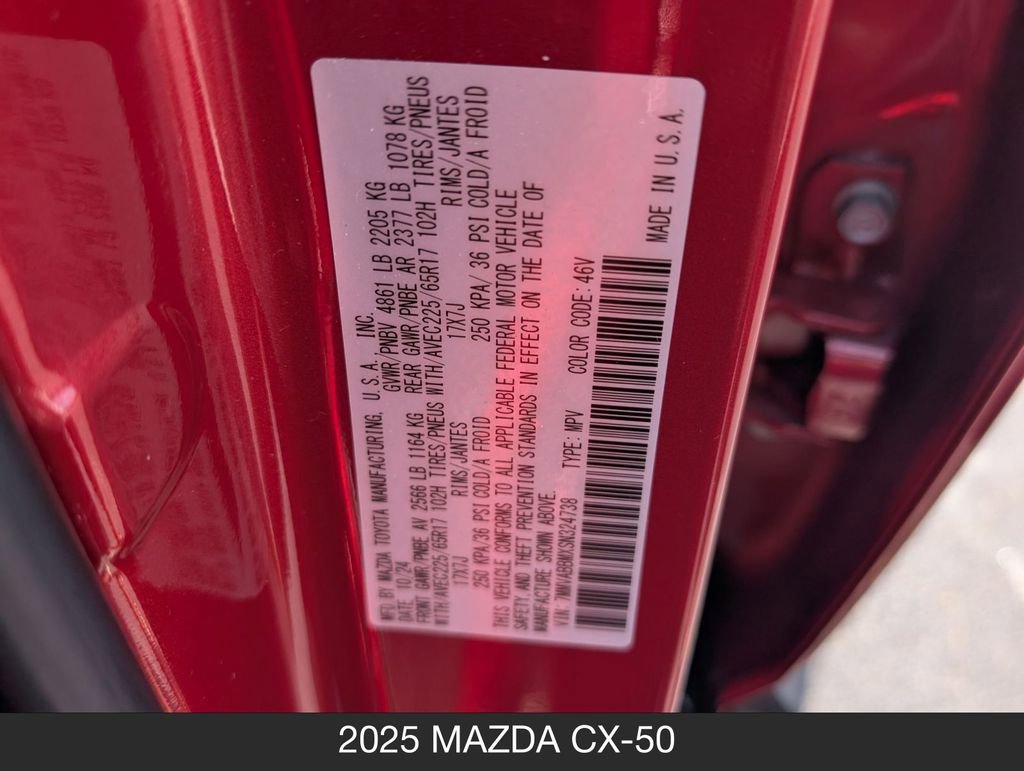 MFD. BY MAZDA TOYOTA MANUFACTURING, U.S.A., INC.
DATE 10/24 GVWR/PNBV 4861 LB 2205 KG
FRONT GAWR/PNBE AV 2566 LB 1164 KG REAR GAWR/PNBE AR 2377 LB 1078 KG
WITH/AVEC225/65R17 102H TIRES/PNEUS WITH/AVEC225/65R17 102H TIRES/PNEUS
17X7J RIMS/JANTES 17X7J RIMS/JANTES
250 KPA/36 PSI COLD/A FROID 250 KPA/ 36 PSI COLD/A FROID
THIS VEHICLE CONFORMS TO ALL APPLICABLE FEDERAL MOTOR VEHICLE
SAFETY, AND THEFT PREVENTION STANDARDS IN EFFECT ON THE DATE OF
MANUFACTURE SHOWN ABOVE.
VIN: 7MMVABBMXSN324738 TYPE: MPV COLOR CODE: 46V
MADE IN U.S.A.
2025 MAZDA CX-50